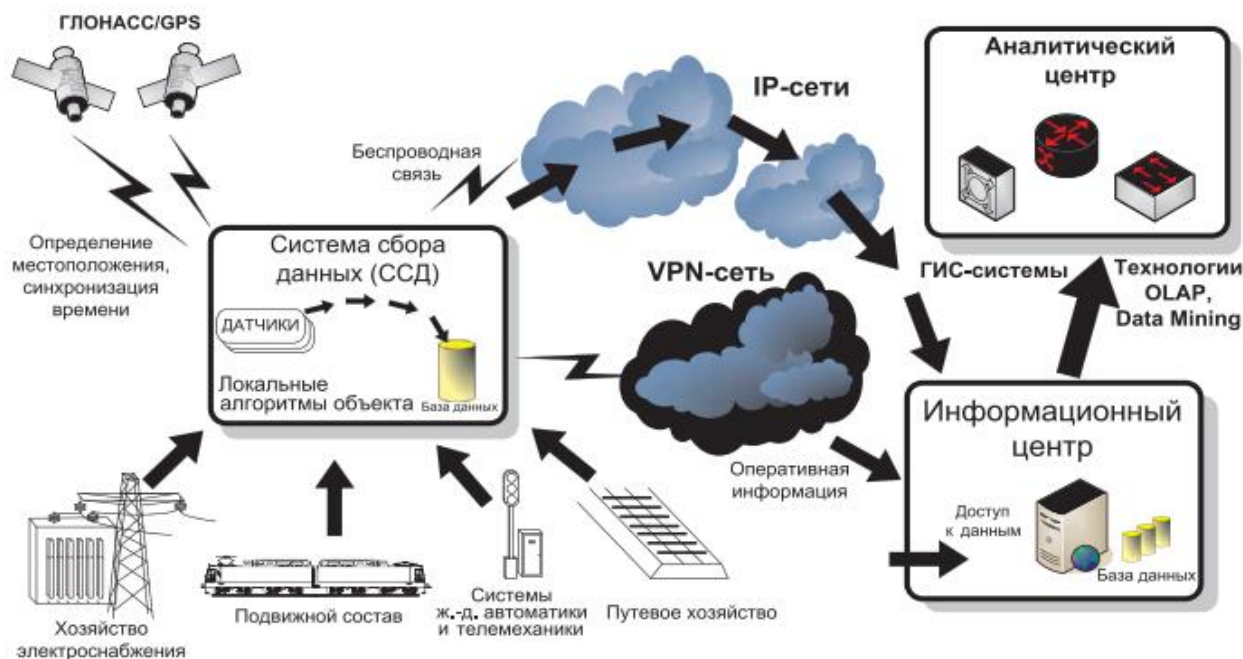 ГЛОНАСС/GPS
Определение
местоположения,
синхронизация
времени
Беспроводная
связь
IP-сети
Аналитический
центр
Система сбора
данных (ССД)
ДАТЧИКИ
Локальные
алгоритмы объекта
База данных
VPN-сеть
ГИС-системы
Технологии
OLAP,
Data Mining
Оперативная
информация
Информационный
центр
Доступ
к данным
База данных
Хозяйство
электроснабжения
Подвижной состав
Системы
ж.-д. автоматики
и телемеханики
Путевое хозяйство